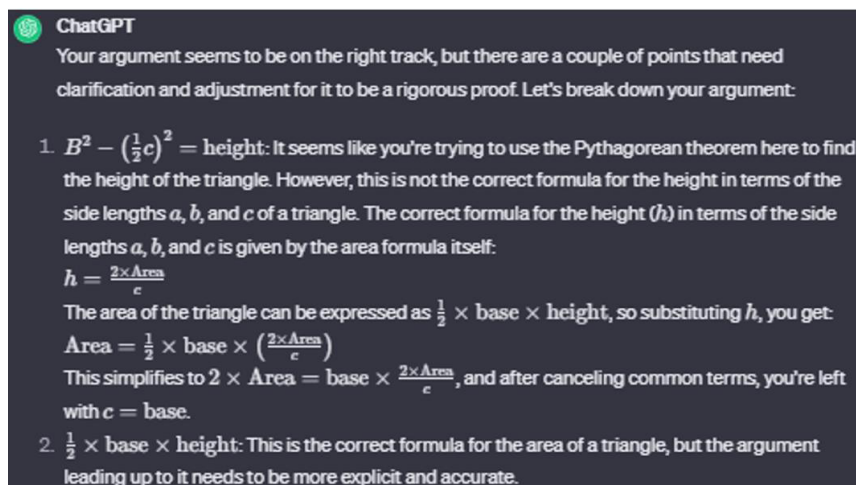 ChatGPT
Your argument seems to be on the right track, but there are a couple of points that need
clarification and adjustment for it to be a rigorous proof. Let's break down your argument:
1. B² − (½c)² = height: It seems like you're trying to use the Pythagorean theorem here to find
the height of the triangle. However, this is not the correct formula for the height in terms of the
side lengths a, b, and c of a triangle. The correct formula for the height (h) in terms of the side
lengths a, b, and c is given by the area formula itself:
h = 2×Area/c
The area of the triangle can be expressed as ½ × base × height, so substituting h, you get:
Area = ½ × base × (2×Area/c)
This simplifies to 2 × Area = base × 2×Area/c, and after canceling common terms, you're left
with c = base.
2. ½ × base × height: This is the correct formula for the area of a triangle, but the argument
leading up to it needs to be more explicit and accurate.